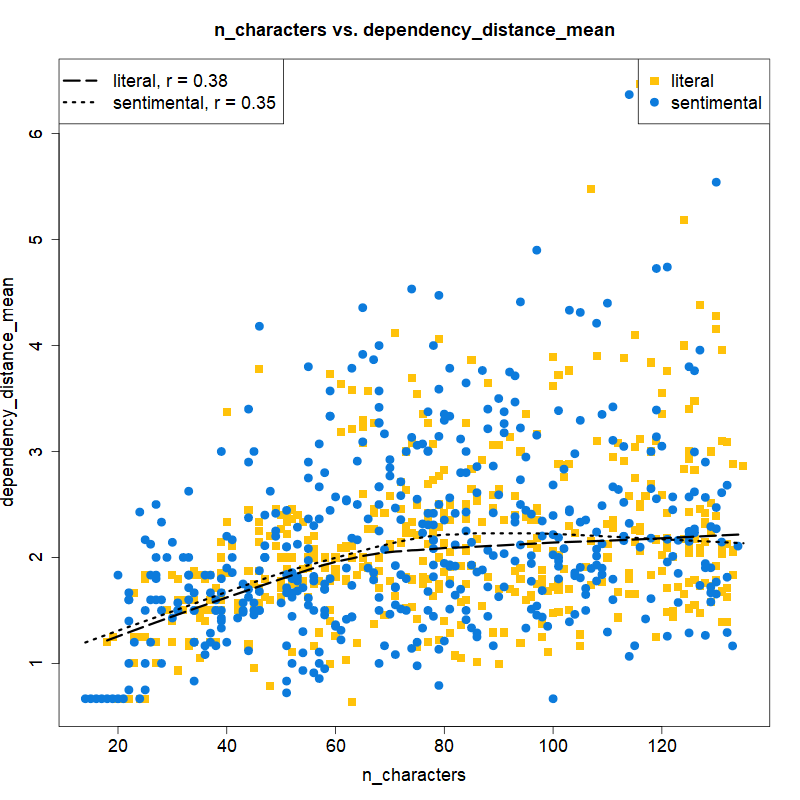 n_characters vs. dependency_distance_mean
literal, r = 0.38
sentimental, r = 0.35
literal
sentimental
dependency_distance_mean
6
5
4
3
2
1
20 40 60 80 100 120
n_characters